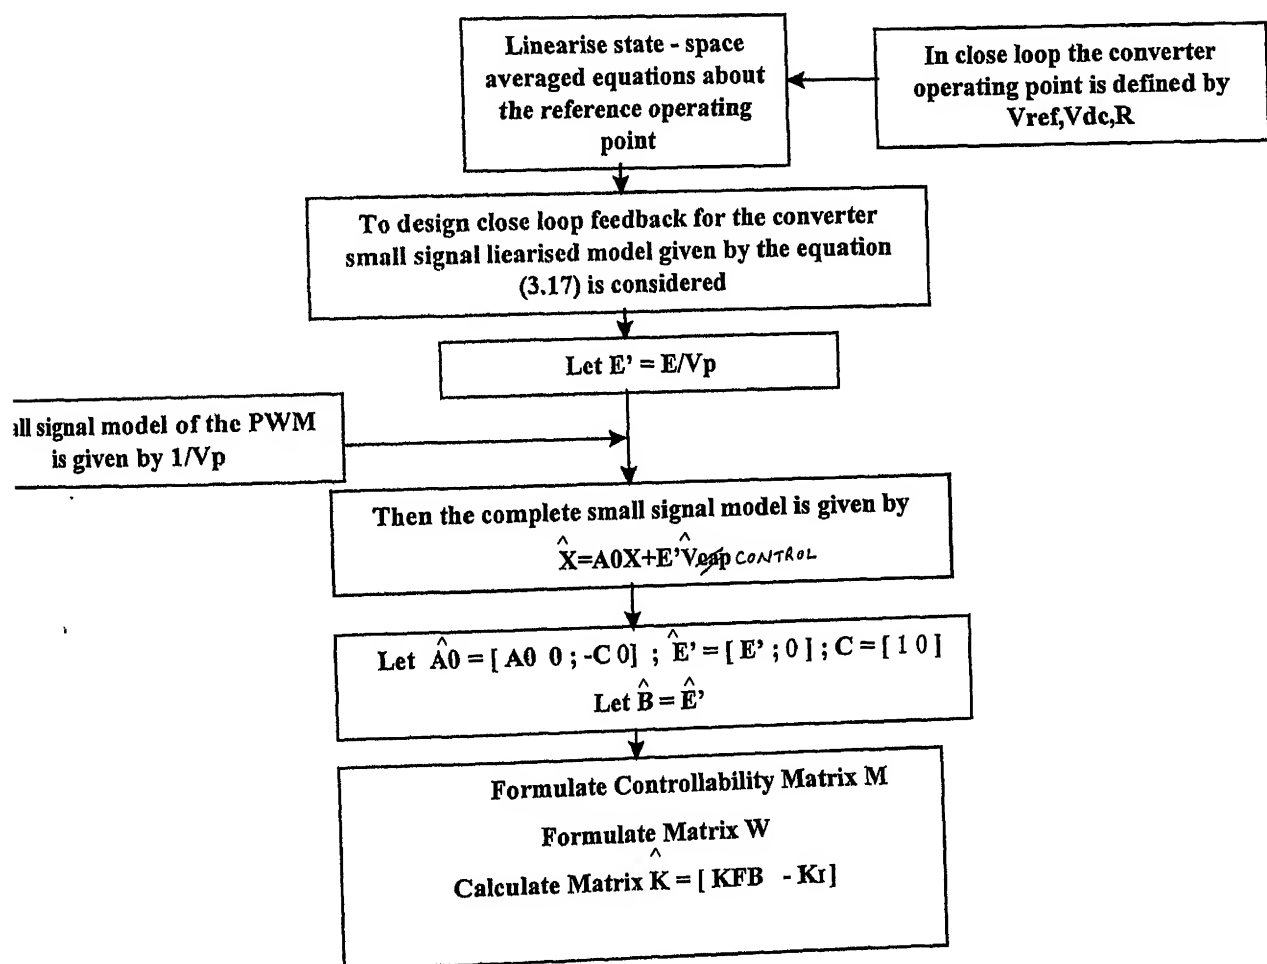 Linearise state - space
averaged equations about
the reference operating
point
In close loop the converter
operating point is defined by
Vref,Vdc,R
To design close loop feedback for the converter
small signal liearised model given by the equation
(3.17) is considered
Let E' = E/Vp
all signal model of the PWM
is given by 1/Vp
Then the complete small signal model is given by
X̂=A0X+E'V̂cap CONTROL
Let Â0 = [ A0 0 ; -C 0] ; Ê' = [ E' ; 0 ] ; C = [ 1 0 ]
Let B̂ = Ê'
Formulate Controllability Matrix M
Formulate Matrix W
Calculate Matrix K̂ = [ KFB - KI]